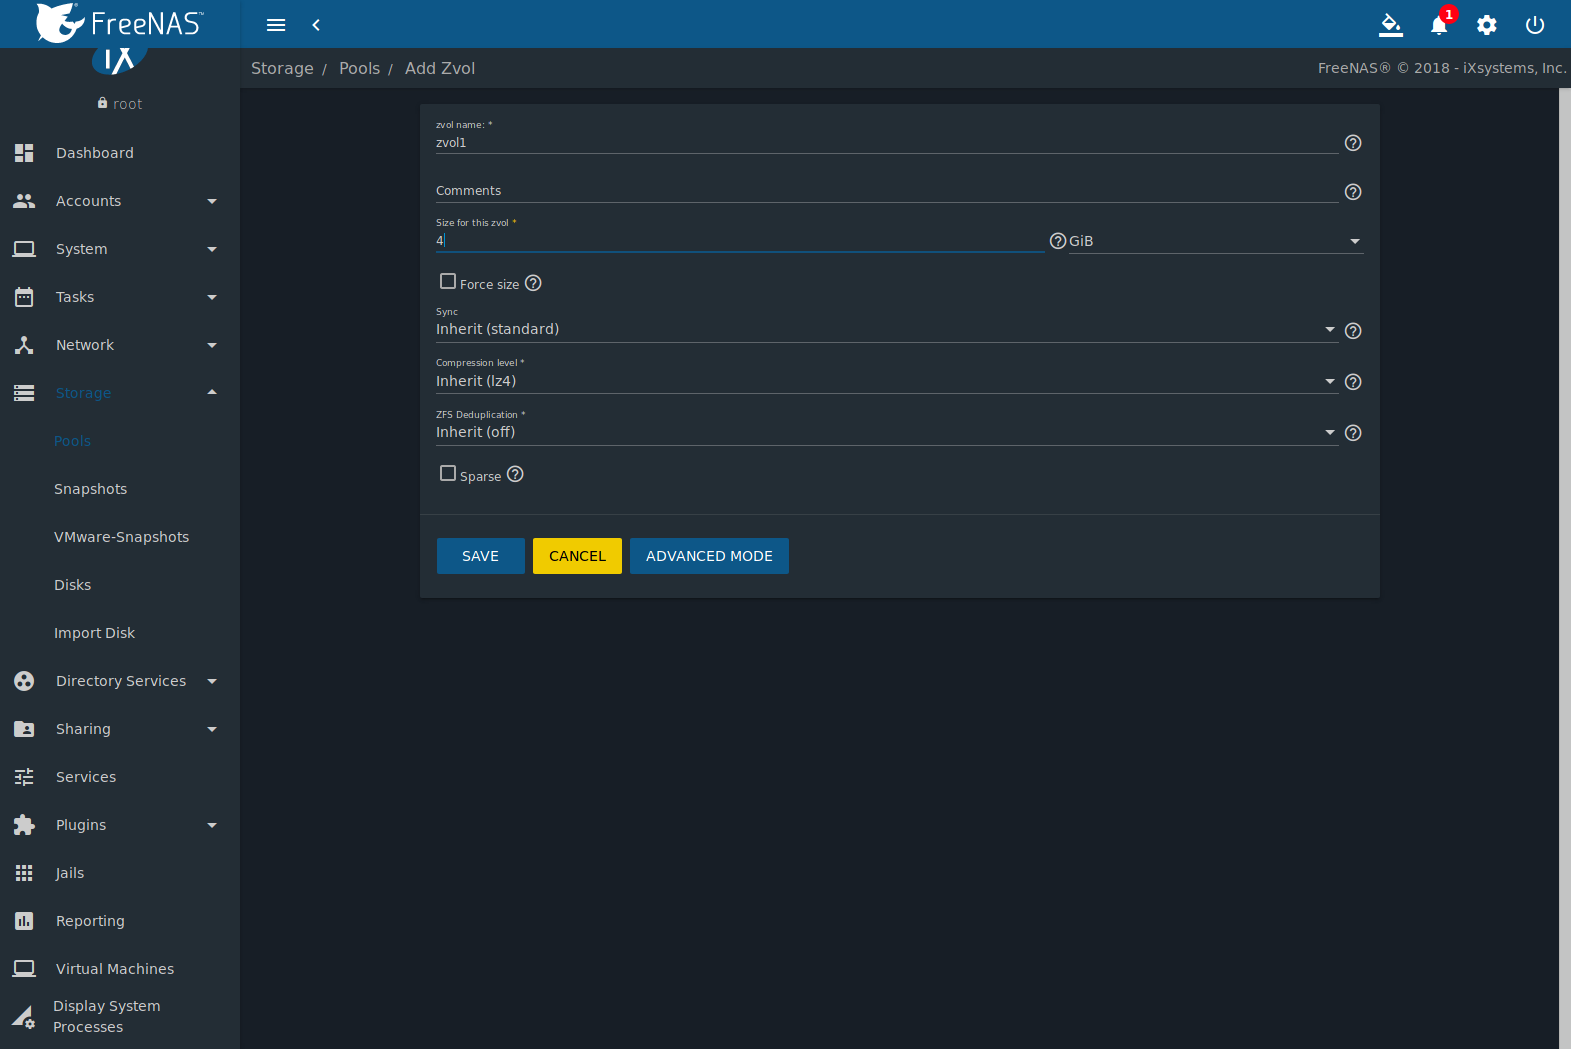 FreeNAS™
1
Storage / Pools / Add Zvol
FreeNAS® © 2018 - iXsystems, Inc.
iX
root
Dashboard
Accounts
System
Tasks
Network
Storage
Pools
Snapshots
VMware-Snapshots
Disks
Import Disk
Directory Services
Sharing
Services
Plugins
Jails
Reporting
Virtual Machines
Display System
Processes
zvol name: *
zvol1
Comments
Size for this zvol *
4
GiB
Force size
Sync
Inherit (standard)
Compression level *
Inherit (lz4)
ZFS Deduplication *
Inherit (off)
Sparse
SAVE CANCEL ADVANCED MODE